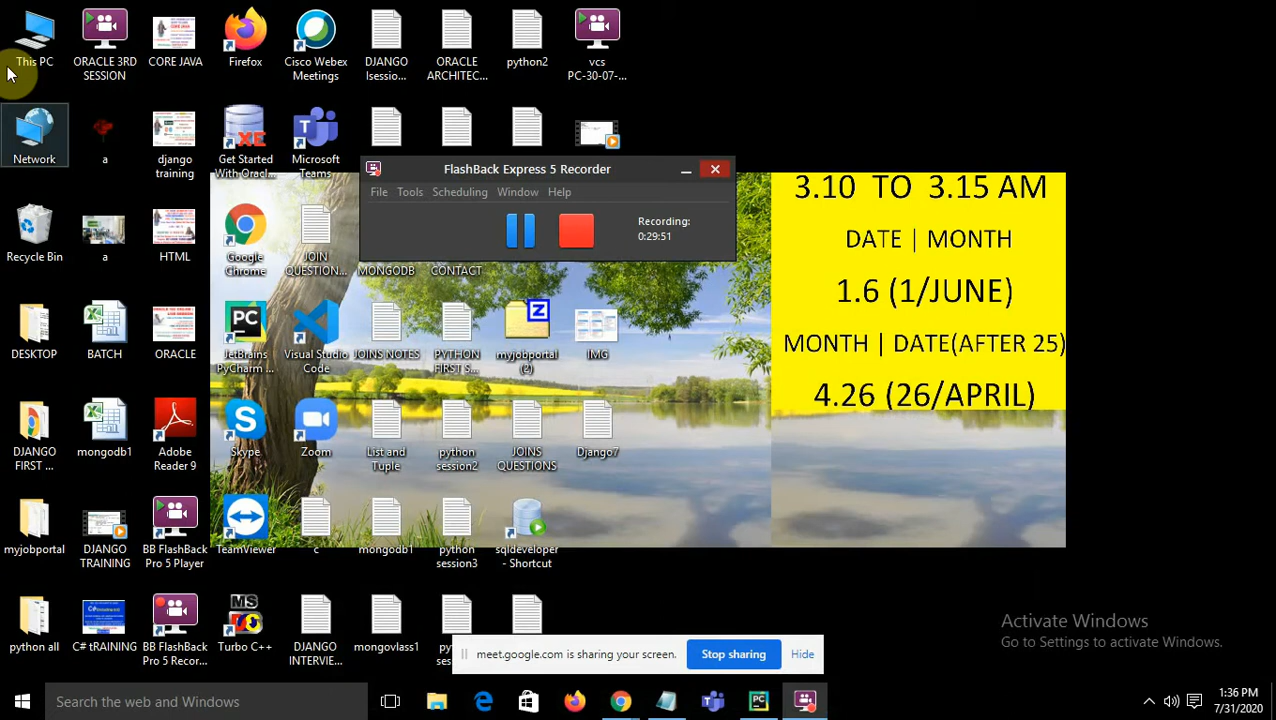 This PC
ORACLE 3RD
SESSION
CORE JAVA
Firefox
Cisco Webex
Meetings
DJANGO
Isessio...
ORACLE
ARCHITEC...
python2
vcs
PC-30-07-...
Network
a
django
training
Get Started
With Oracl...
Microsoft
Teams
FlashBack Express 5 Recorder
File Tools Scheduling Window Help
Recording:
0:29:51
3.10 TO 3.15 AM
DATE | MONTH
1.6 (1/JUNE)
MONTH | DATE(AFTER 25)
4.26 (26/APRIL)
Recycle Bin
a
HTML
Google
Chrome
JOIN
QUESTION...
MONGODB
CONTACT
DESKTOP
BATCH
ORACLE
JetBrains
PyCharm ...
Visual Studio
Code
JOINS NOTES
PYTHON
FIRST S...
myjobportal
(2)
IMG
DJANGO
FIRST ...
mongodb1
Adobe
Reader 9
Skype
Zoom
List and
Tuple
python
session2
JOINS
QUESTIONS
Django7
myjobportal
DJANGO
TRAINING
BB FlashBack
Pro 5 Player
TeamViewer
c
mongodb1
python
session3
sqldeveloper
- Shortcut
python all
C# tRAINING
BB FlashBack
Pro 5 Recor...
MS
Turbo C++
DJANGO
INTERVIE...
mongovlass1
meet.google.com is sharing your screen.
Stop sharing
Hide
Activate Windows
Go to Settings to activate Windows.
Search the web and Windows
1:36 PM
7/31/2020